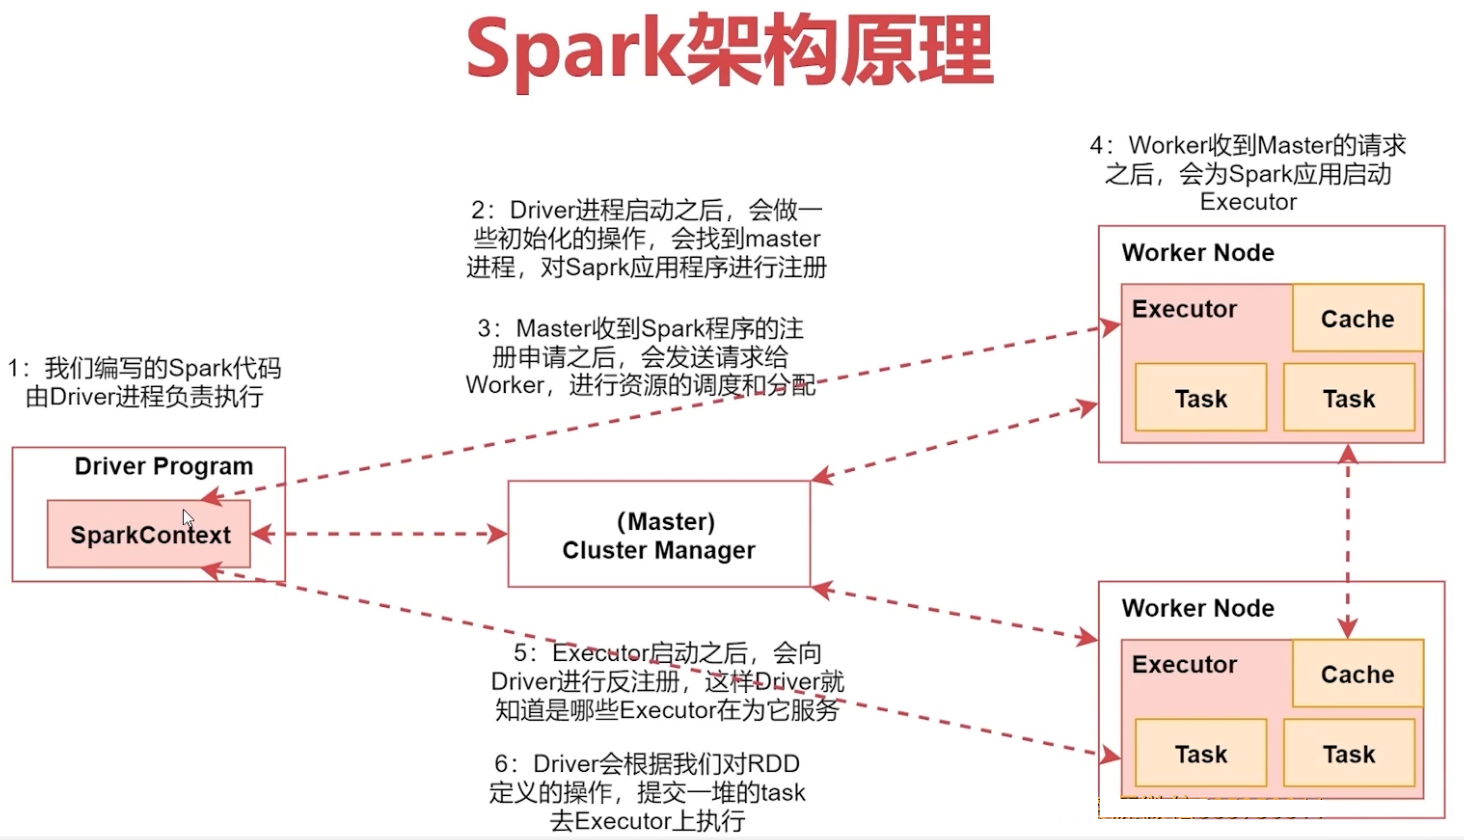 Spark架构原理
4：Worker收到Master的请求
之后，会为Spark应用启动
Executor
2：Driver进程启动之后，会做一
些初始化的操作，会找到master
进程，对Saprk应用程序进行注册
3：Master收到Spark程序的注
册申请之后，会发送请求给
Worker，进行资源的调度和分配
1：我们编写的Spark代码
由Driver进程负责执行
Driver Program
SparkContext
(Master)
Cluster Manager
Worker Node
Executor
Cache
Task
Task
Worker Node
Executor
Cache
Task
Task
5：Executor启动之后，会向
Driver进行反注册，这样Driver就
知道是哪些Executor在为它服务
6：Driver会根据我们对RDD
定义的操作，提交一堆的task
去Executor上执行